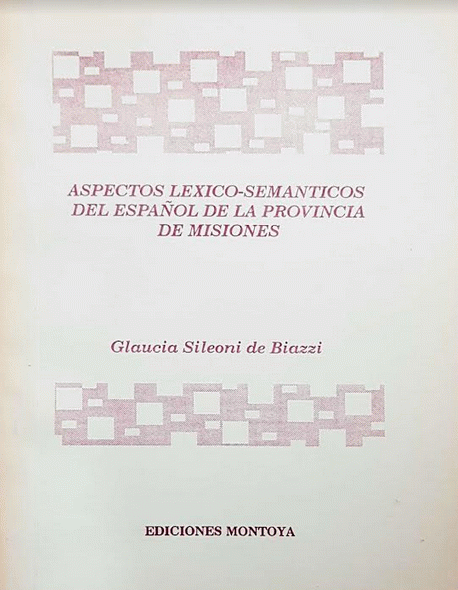 ASPECTOS LEXICO-SEMANTICOS
DEL ESPAÑOL DE LA PROVINCIA
DE MISIONES
Glaucia Sileoni de Biazzi
EDICIONES MONTOYA